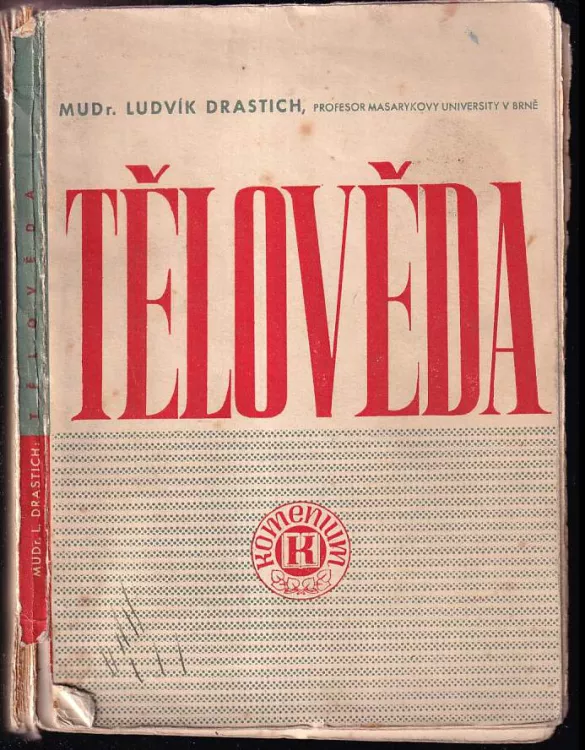 MUDr. LUDVÍK DRASTICH, PROFESOR MASARYKOVY UNIVERSITY V BRNĚ
TĚLOVĚDA
KOMENIUM
K
MUDr. L. DRASTICH: TĚLOVĚDA